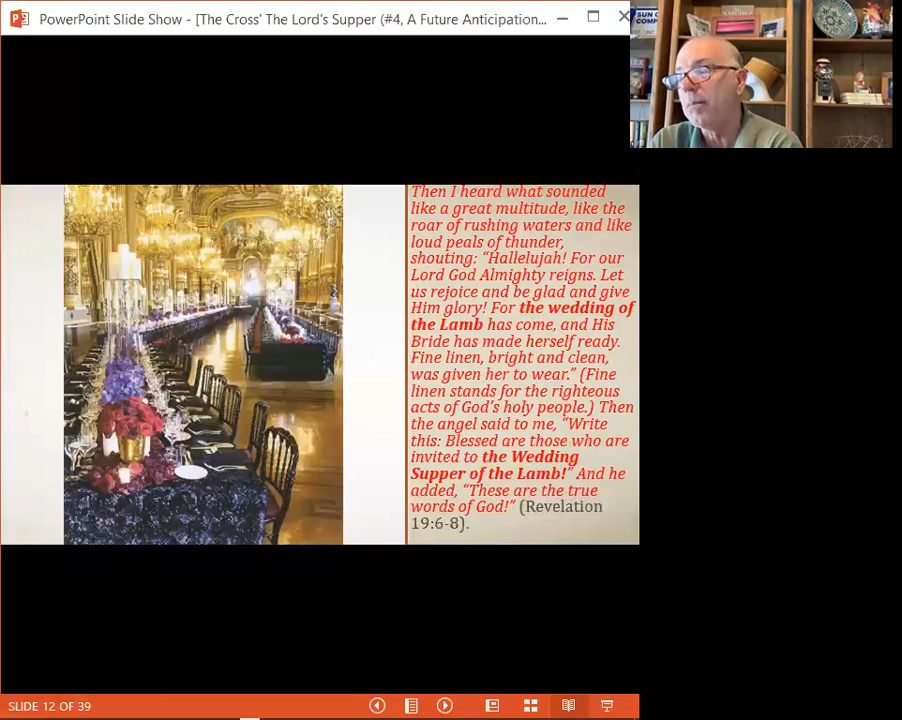 PowerPoint Slide Show - [The Cross' The Lord's Supper (#4, A Future Anticipation...
Then I heard what sounded
like a great multitude, like the
roar of rushing waters and like
loud peals of thunder,
shouting: “Hallelujah! For our
Lord God Almighty reigns. Let
us rejoice and be glad and give
Him glory! For the wedding of
the Lamb has come, and His
Bride has made herself ready.
Fine linen, bright and clean,
was given her to wear.” (Fine
linen stands for the righteous
acts of God’s holy people.) Then
the angel said to me, “Write
this: Blessed are those who are
invited to the Wedding
Supper of the Lamb!” And he
added, “These are the true
words of God!” (Revelation
19:6-8).
SLIDE 12 OF 39